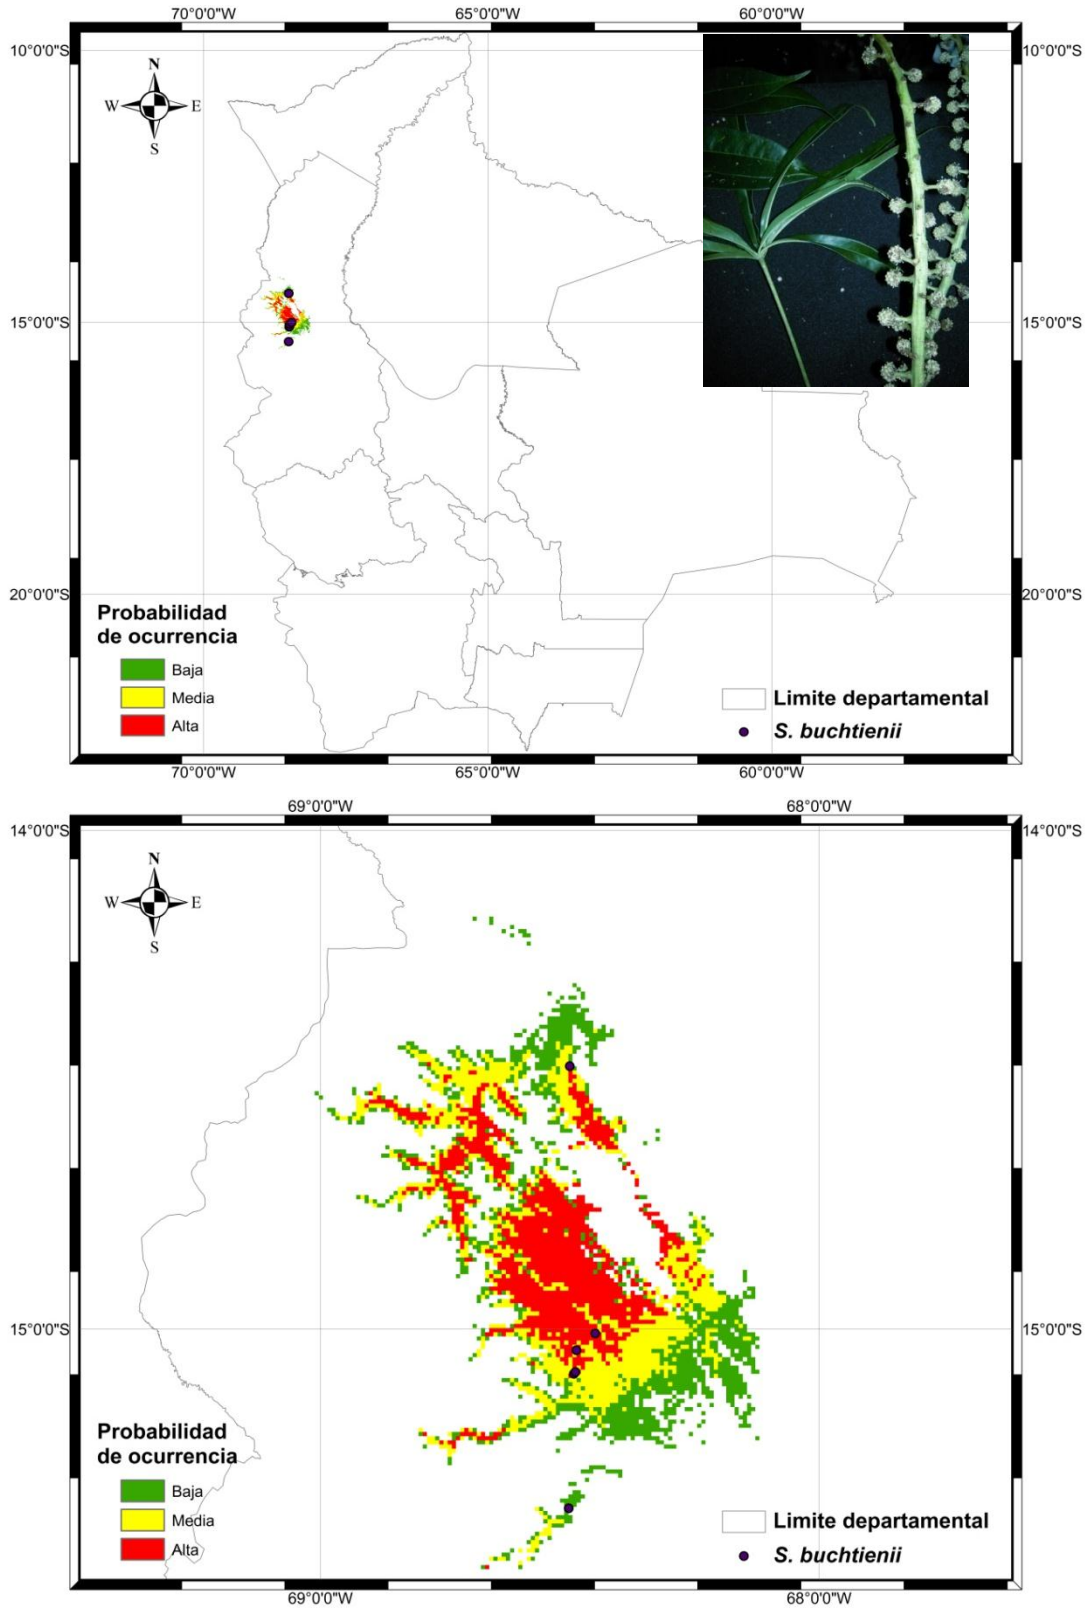 70°0'0"W 65°0'0"W 60°0'0"W
10°0'0"S 10°0'0"S
N
W E
S
15°0'0"S 15°0'0"S
20°0'0"S 20°0'0"S
Probabilidad
de ocurrencia
Baja
Media
Alta
Limite departamental
S. buchtienii
70°0'0"W 65°0'0"W 60°0'0"W
69°0'0"W 68°0'0"W
14°0'0"S 14°0'0"S
N
W E
S
15°0'0"S 15°0'0"S
Probabilidad
de ocurrencia
Baja
Media
Alta
Limite departamental
S. buchtienii
69°0'0"W 68°0'0"W